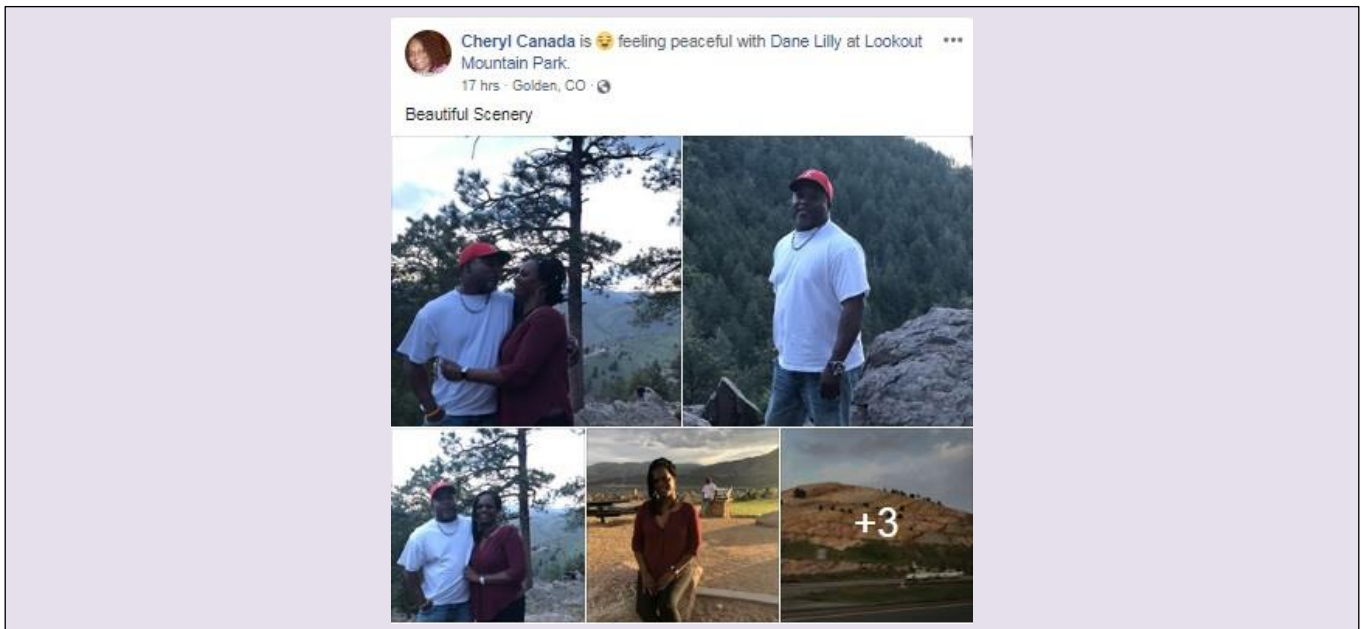 Cheryl Canada is 😌 feeling peaceful with Dane Lilly at Lookout
Mountain Park.
17 hrs · Golden, CO ·
Beautiful Scenery
+3